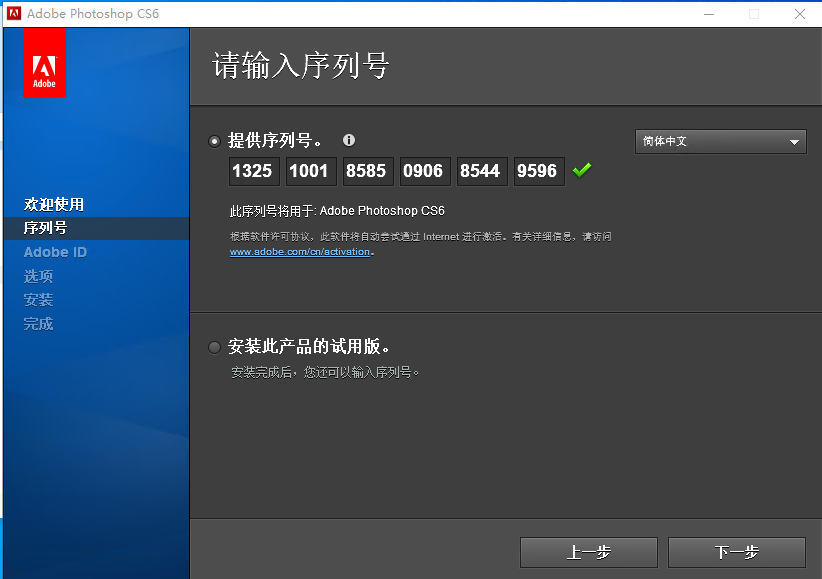 Adobe Photoshop CS6
Adobe
请输入序列号
提供序列号。
简体中文
1325 1001 8585 0906 8544 9596
此序列号将用于: Adobe Photoshop CS6
根据软件许可协议，此软件将自动尝试通过 Internet 进行激活。有关详细信息，请访问
www.adobe.com/cn/activation。
欢迎使用
序列号
Adobe ID
选项
安装
完成
安装此产品的试用版。
安装完成后，您还可以输入序列号。
上一步
下一步